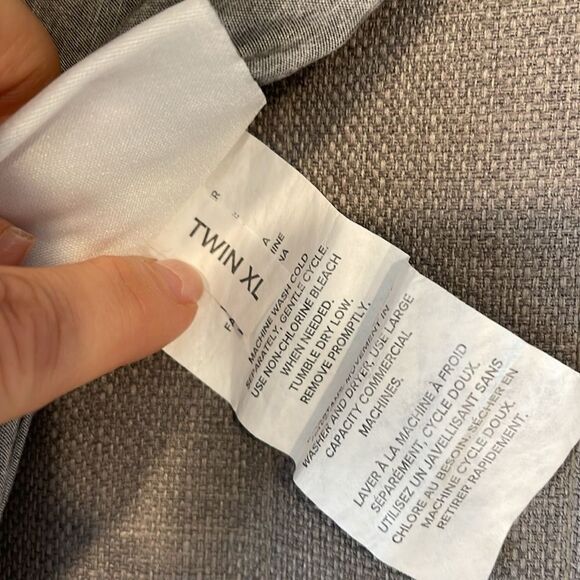 TWIN XL
MACHINE WASH COLD
SEPARATELY, GENTLE CYCLE.
USE NON-CHLORINE BLEACH
WHEN NEEDED.
TUMBLE DRY LOW.
REMOVE PROMPTLY.
MOVEMENT IN
WASHER AND DRYER, USE LARGE
CAPACITY COMMERCIAL
MACHINES.
LAVER À LA MACHINE À FROID
SÉPARÉMENT, CYCLE DOUX.
UTILISEZ UN JAVELLISANT SANS
CHLORE AU BESOIN. SÉCHER EN
MACHINE CYCLE DOUX.
RETIRER RAPIDEMENT.